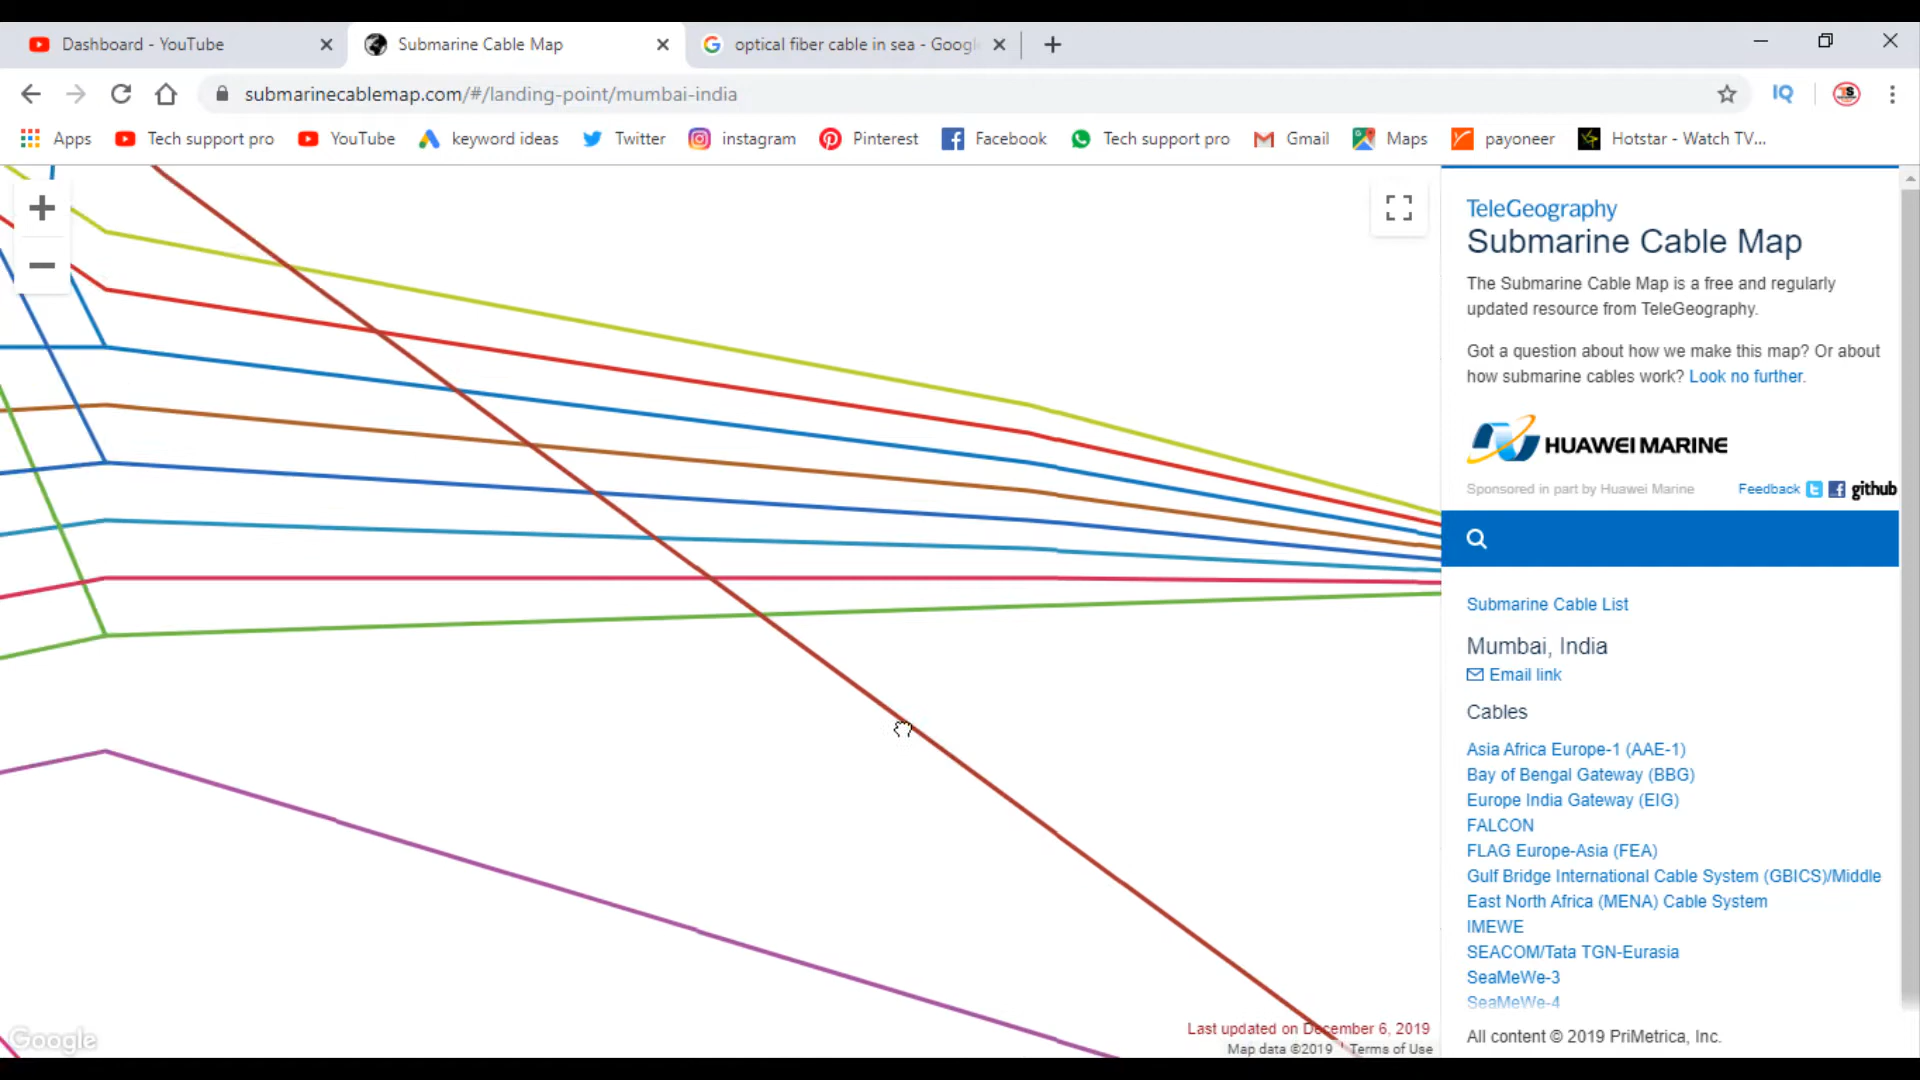 Dashboard - YouTube
Submarine Cable Map
optical fiber cable in sea - Googl
submarinecablemap.com/#/landing-point/mumbai-india
IQ
Apps
Tech support pro
YouTube
keyword ideas
Twitter
instagram
Pinterest
Facebook
Tech support pro
Gmail
Maps
payoneer
Hotstar - Watch TV...
TeleGeography
Submarine Cable Map
The Submarine Cable Map is a free and regularly
updated resource from TeleGeography.
Got a question about how we make this map? Or about
how submarine cables work? Look no further.
HUAWEI MARINE
Sponsored in part by Huawei Marine
Feedback
github
Submarine Cable List
Mumbai, India
Email link
Cables
Asia Africa Europe-1 (AAE-1)
Bay of Bengal Gateway (BBG)
Europe India Gateway (EIG)
FALCON
FLAG Europe-Asia (FEA)
Gulf Bridge International Cable System (GBICS)/Middle
East North Africa (MENA) Cable System
IMEWE
SEACOM/Tata TGN-Eurasia
SeaMeWe-3
SeaMeWe-4
All content © 2019 PriMetrica, Inc.
Last updated on December 6, 2019
Map data ©2019
Terms of Use
Google